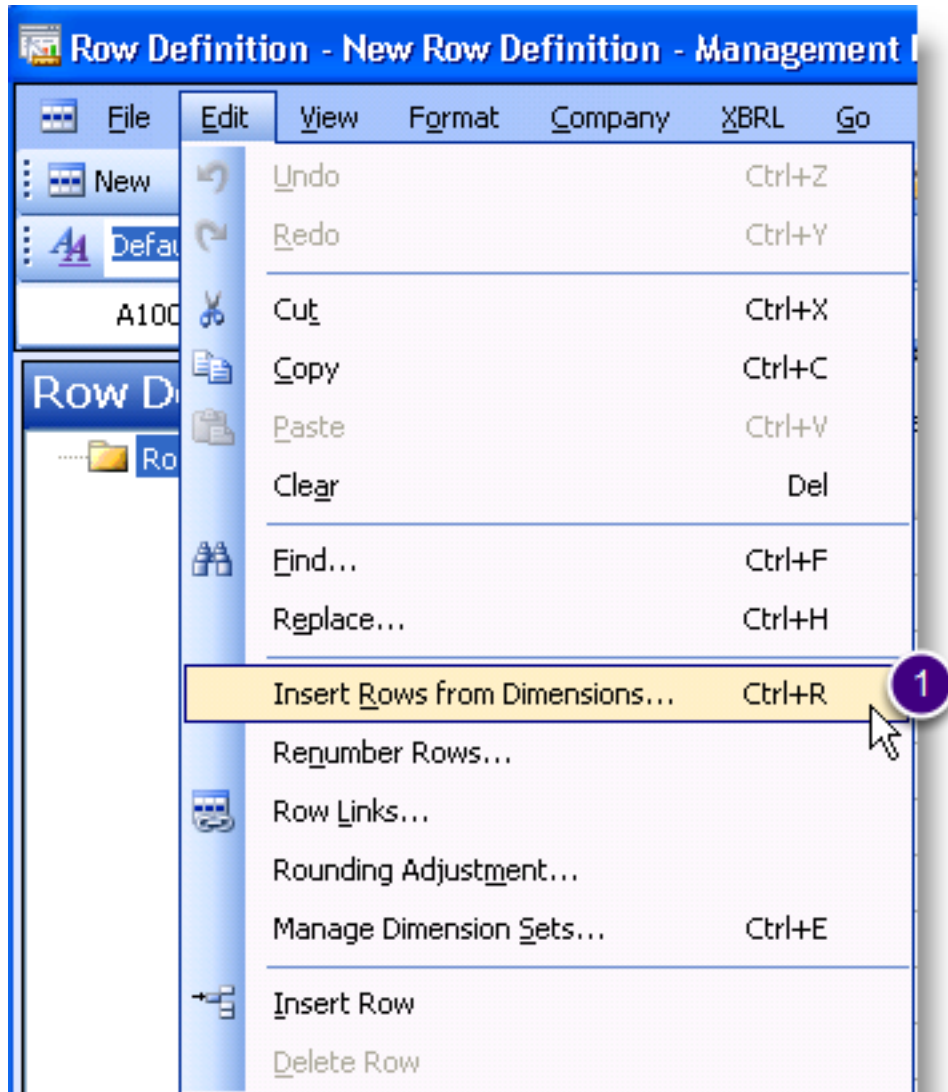 Row Definition - New Row Definition - Management
File Edit View Format Company XBRL Go
New
Defau
A100
Row D
Ro
Undo Ctrl+Z
Redo Ctrl+Y
Cut Ctrl+X
Copy Ctrl+C
Paste Ctrl+V
Clear Del
Find... Ctrl+F
Replace... Ctrl+H
Insert Rows from Dimensions... Ctrl+R 1
Renumber Rows...
Row Links...
Rounding Adjustment...
Manage Dimension Sets... Ctrl+E
Insert Row
Delete Row